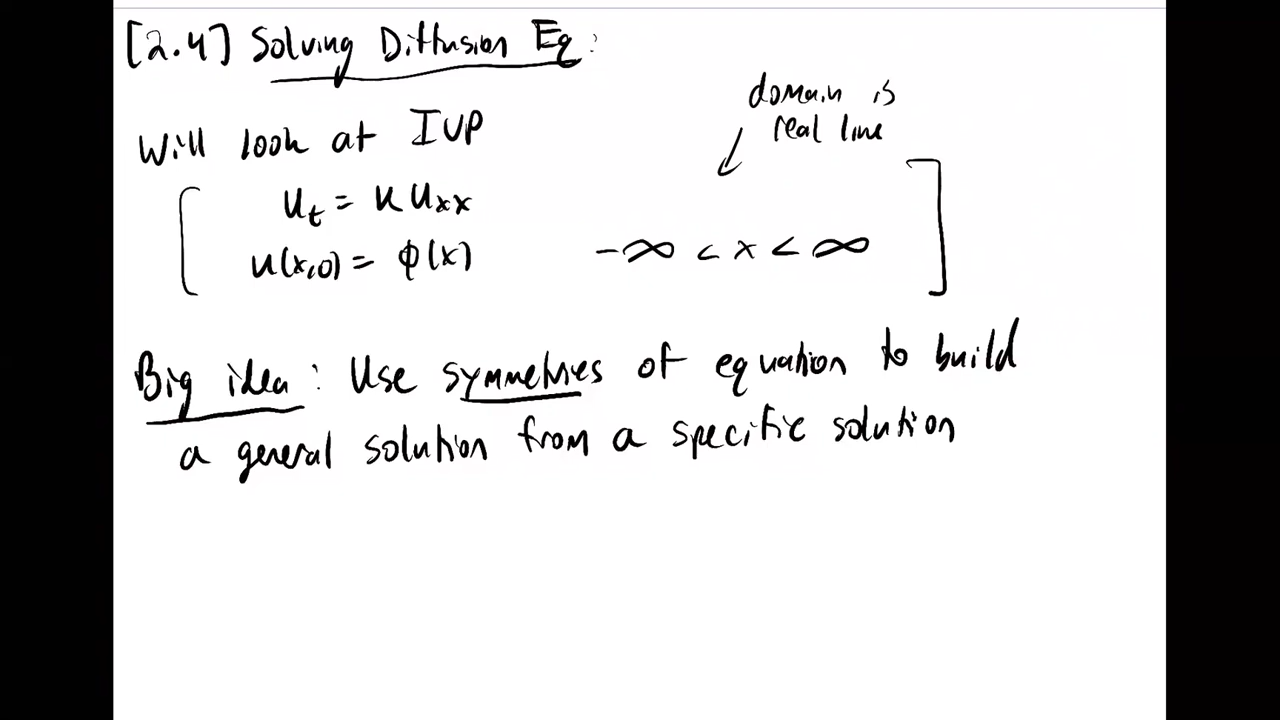 [2.4] Solving Diffusion Eq:
domain is
real line
Will look at IVP
u_t = k u_xx
u(x,0) = φ(x) -∞ < x < ∞
Big idea: Use symmetries of equation to build
a general solution from a specific solution